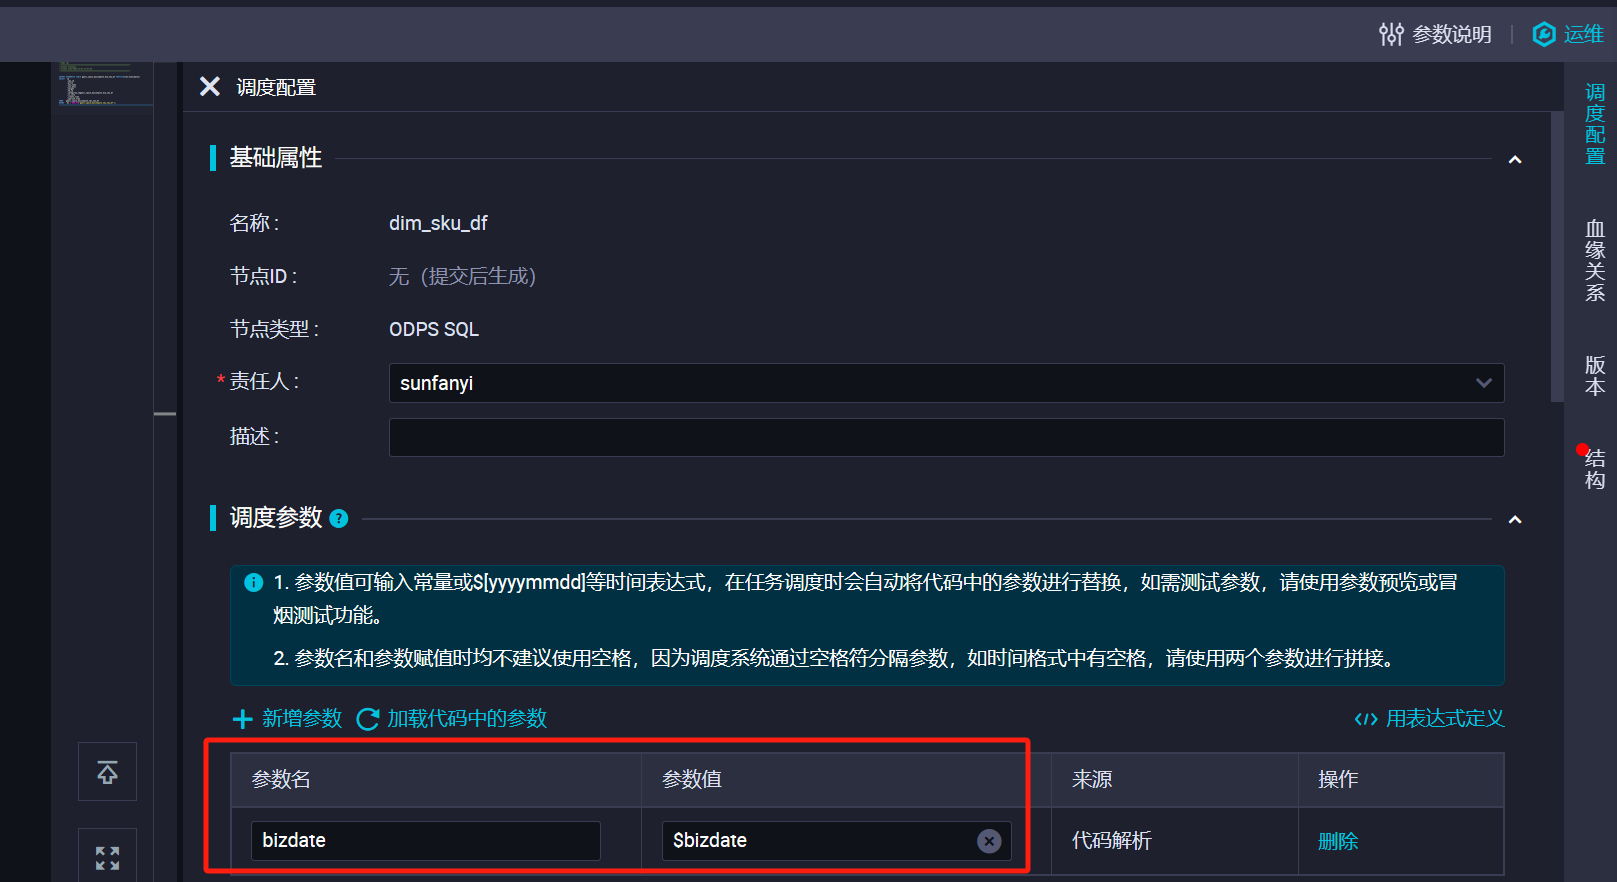 参数说明
运维
调度配置
基础属性
名称 :
dim_sku_df
节点ID :
无（提交后生成）
节点类型 :
ODPS SQL
* 责任人 :
sunfanyi
描述 :
调度参数 ?
1. 参数值可输入常量或$[yyyymmdd]等时间表达式，在任务调度时会自动将代码中的参数进行替换，如需测试参数，请使用参数预览或冒
烟测试功能。
2. 参数名和参数赋值时均不建议使用空格，因为调度系统通过空格符分隔参数，如时间格式中有空格，请使用两个参数进行拼接。
新增参数
加载代码中的参数
用表达式定义
参数名
参数值
来源
操作
bizdate
$bizdate
代码解析
删除
调度配置
血缘关系
版本
结构